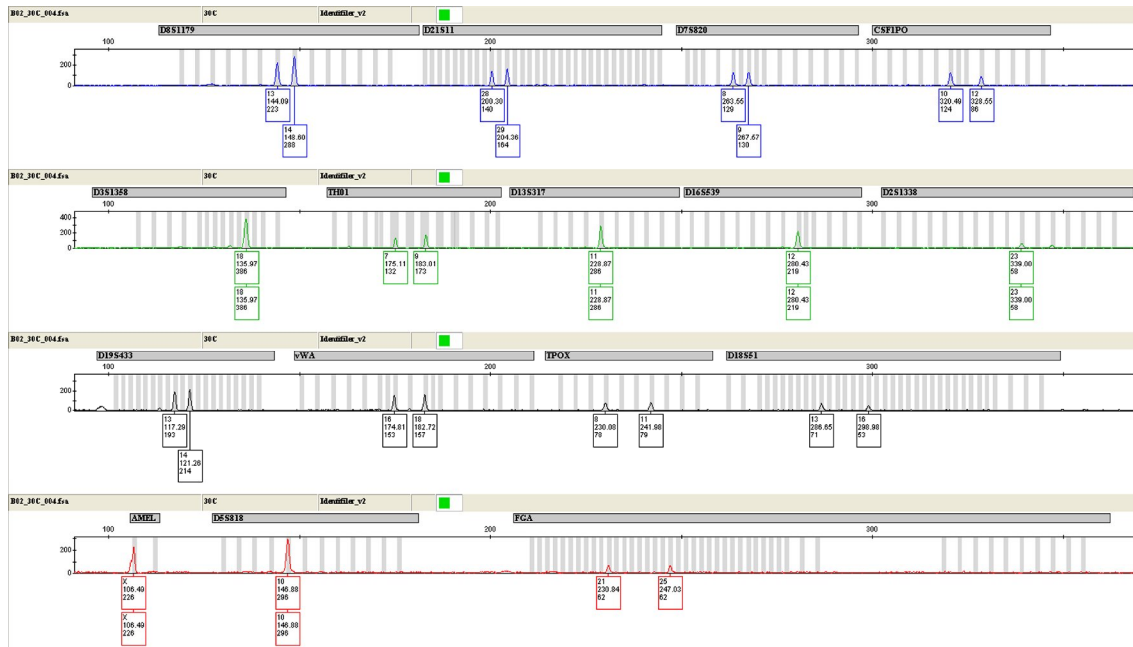 B02_30C_004.fsa 30C Identifiler_v2
D8S1179 D21S11 D7S820 CSF1PO
100 200 300
200
0
13 28 8 10 12
144.09 200.30 263.55 320.49 328.55
223 140 129 124 86
14 29 9
148.60 204.36 267.67
288 164 130
B02_30C_004.fsa 30C Identifiler_v2
D3S1358 TH01 D13S317 D16S539 D2S1338
100 200 300
400
200
0
18 7 9 11 12 23
135.97 175.11 183.01 228.87 280.43 339.00
386 132 173 286 219 58
18 11 12 23
135.97 228.87 280.43 339.00
386 286 219 58
B02_30C_004.fsa 30C Identifiler_v2
D19S433 vWA TPOX D18S51
100 200 300
200
0
13 16 18 8 11 13 16
117.29 174.81 182.72 230.08 241.98 286.65 298.98
193 153 157 78 79 71 53
14
121.26
214
B02_30C_004.fsa 30C Identifiler_v2
AMEL D5S818 FGA
100 200 300
200
0
X 10 21 25
106.49 146.88 230.84 247.03
226 296 62 62
X 10
106.49 146.88
226 296